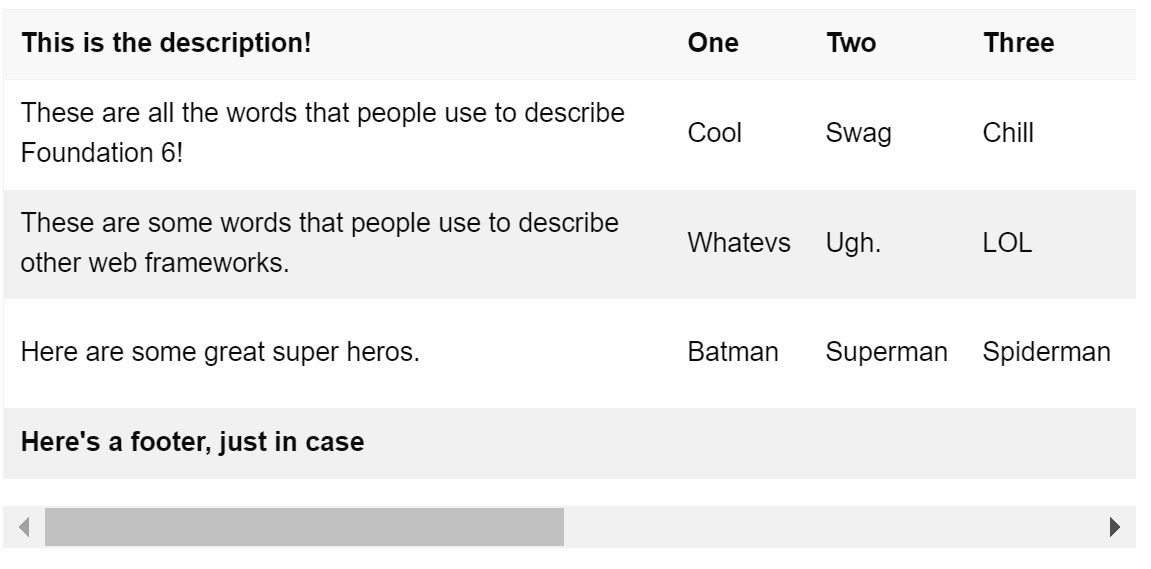 This is the description! One Two Three
These are all the words that people use to describe
Foundation 6! Cool Swag Chill
These are some words that people use to describe
other web frameworks. Whatevs Ugh. LOL
Here are some great super heros. Batman Superman Spiderman
Here's a footer, just in case